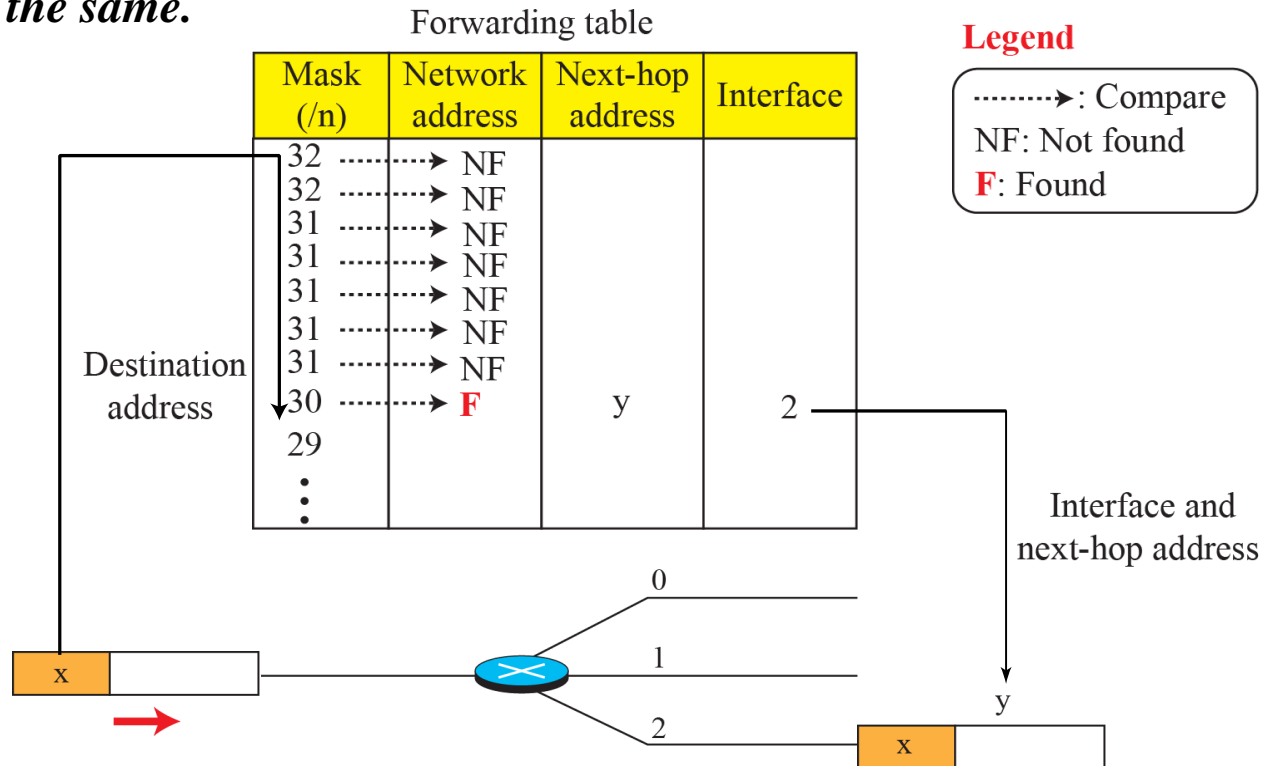 the same.
Forwarding table
Mask (/n) Network address Next-hop address Interface
32 NF
32 NF
31 NF
31 NF
31 NF
31 NF
31 NF
30 F y 2
29
Destination
address
Legend
: Compare
NF: Not found
F: Found
Interface and
next-hop address
0
1
2
x
y
x